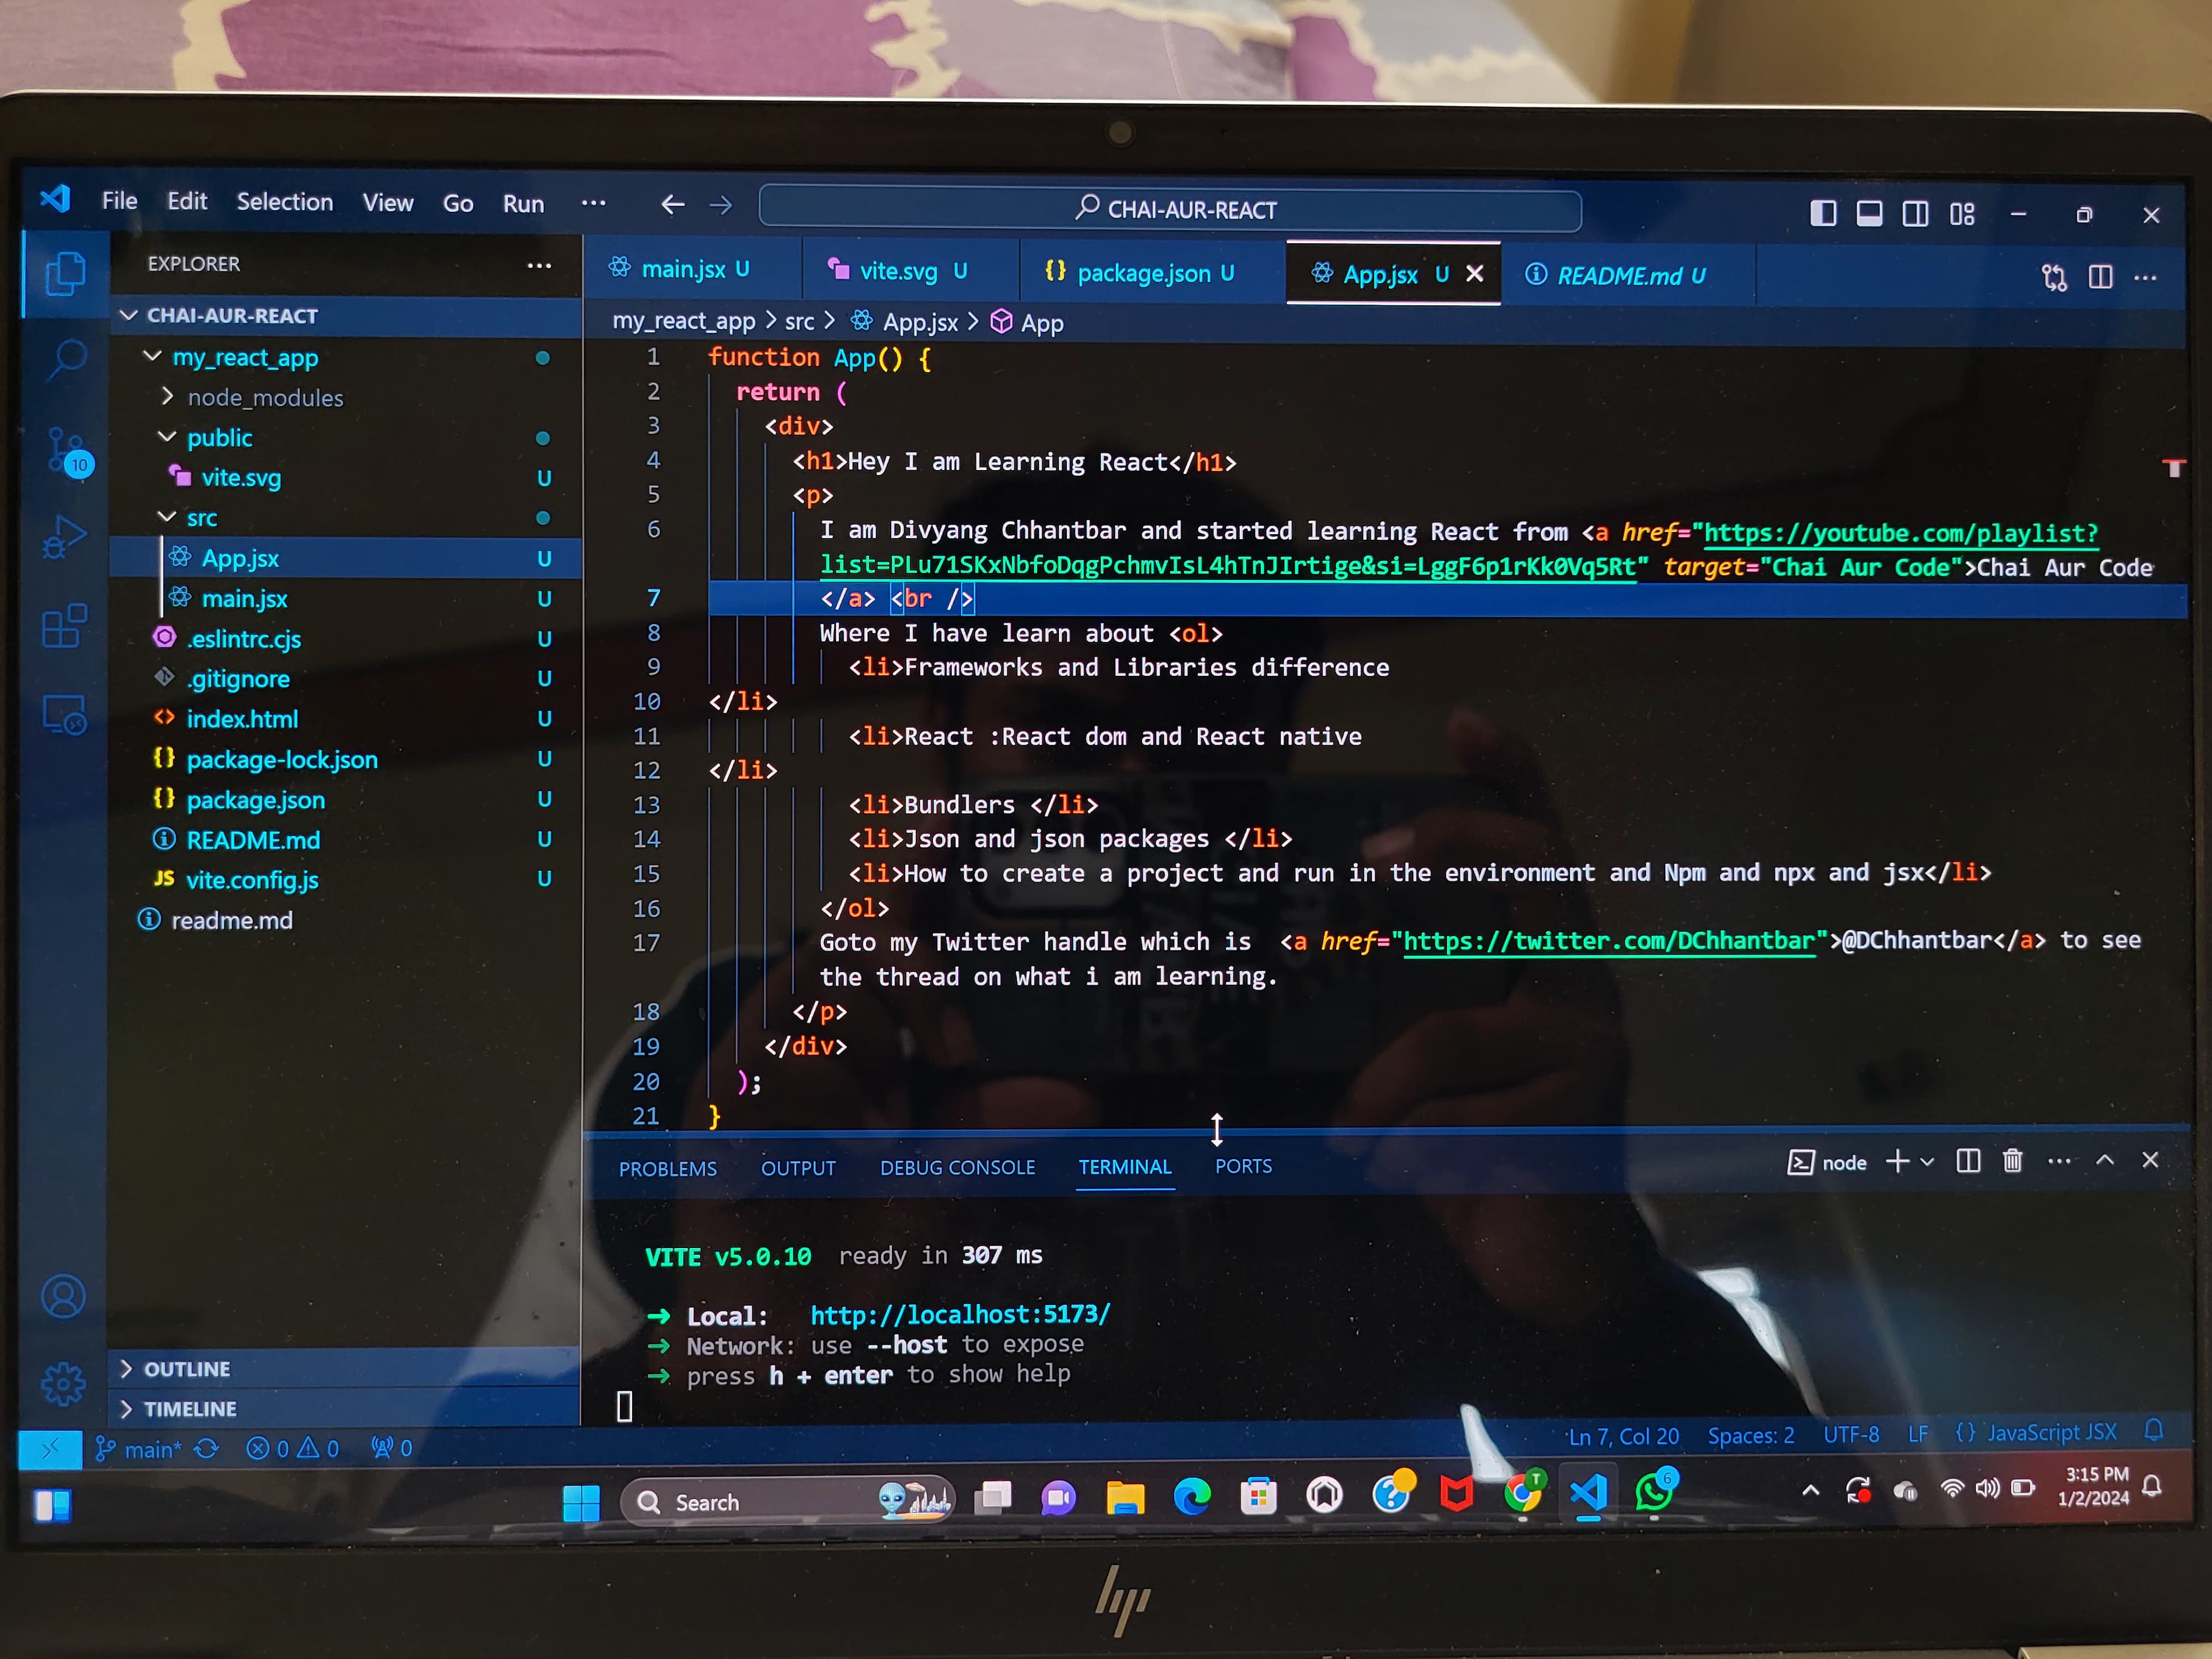 File Edit Selection View Go Run ... CHAI-AUR-REACT
EXPLORER ...
CHAI-AUR-REACT
my_react_app
node_modules
public
vite.svg U
src
App.jsx U
main.jsx U
.eslintrc.cjs U
.gitignore U
index.html U
package-lock.json U
package.json U
README.md U
vite.config.js U
readme.md
OUTLINE
TIMELINE
10
main.jsx U vite.svg U package.json U App.jsx U README.md U
my_react_app > src > App.jsx > App
1 function App() {
2 return (
3 <div>
4 <h1>Hey I am Learning React</h1>
5 <p>
6 I am Divyang Chhantbar and started learning React from <a href="https://youtube.com/playlist?
list=PLu71SKxNbfoDqgPchmvIsL4hTnJIrtige&si=LggF6p1rKk0Vq5Rt" target="Chai Aur Code">Chai Aur Code
7 </a> <br />
8 Where I have learn about <ol>
9 <li>Frameworks and Libraries difference
10 </li>
11 <li>React :React dom and React native
12 </li>
13 <li>Bundlers </li>
14 <li>Json and json packages </li>
15 <li>How to create a project and run in the environment and Npm and npx and jsx</li>
16 </ol>
17 Goto my Twitter handle which is <a href="https://twitter.com/DChhantbar">@DChhantbar</a> to see
the thread on what i am learning.
18 </p>
19 </div>
20 );
21 }
PROBLEMS OUTPUT DEBUG CONSOLE TERMINAL PORTS node
VITE v5.0.10 ready in 307 ms
➜ Local: http://localhost:5173/
➜ Network: use --host to expose
➜ press h + enter to show help
main* 0 0 0 Ln 7, Col 20 Spaces: 2 UTF-8 LF {} JavaScript JSX
Search T 6 3:15 PM
1/2/2024
hp